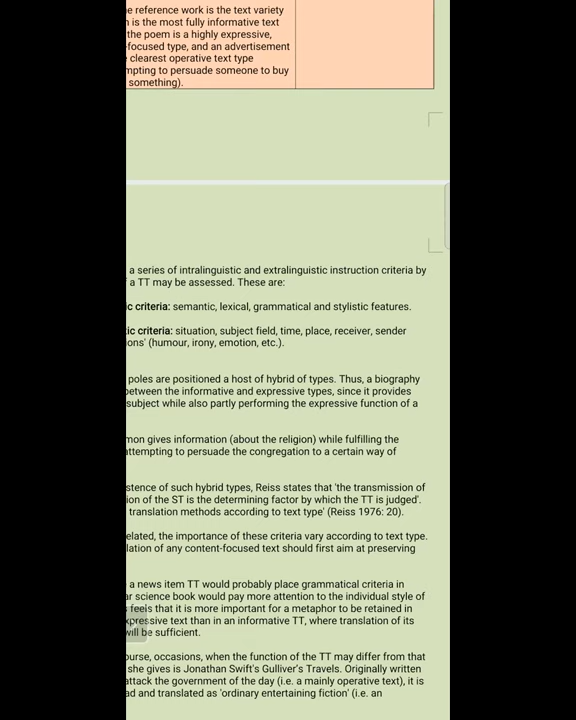 e reference work is the text variety
is the most fully informative text
the poem is a highly expressive,
-focused type, and an advertisement
clearest operative text type
mpting to persuade someone to buy
something).
a series of intralinguistic and extralinguistic instruction criteria by
a TT may be assessed. These are:
ic criteria: semantic, lexical, grammatical and stylistic features.
tic criteria: situation, subject field, time, place, receiver, sender
ons' (humour, irony, emotion, etc.).
poles are positioned a host of hybrid of types. Thus, a biography
between the informative and expressive types, since it provides
subject while also partly performing the expressive function of a
mon gives information (about the religion) while fulfilling the
attempting to persuade the congregation to a certain way of
stence of such hybrid types, Reiss states that 'the transmission of
ion of the ST is the determining factor by which the TT is judged'.
translation methods according to text type' (Reiss 1976: 20).
elated, the importance of these criteria vary according to text type.
lation of any content-focused text should first aim at preserving
a news item TT would probably place grammatical criteria in
ar science book would pay more attention to the individual style of
feels that it is more important for a metaphor to be retained in
xpressive text than in an informative TT, where translation of its
will be sufficient.
ourse, occasions, when the function of the TT may differ from that
she gives is Jonathan Swift's Gulliver's Travels. Originally written
attack the government of the day (i.e. a mainly operative text), it is
ad and translated as 'ordinary entertaining fiction' (i.e. an